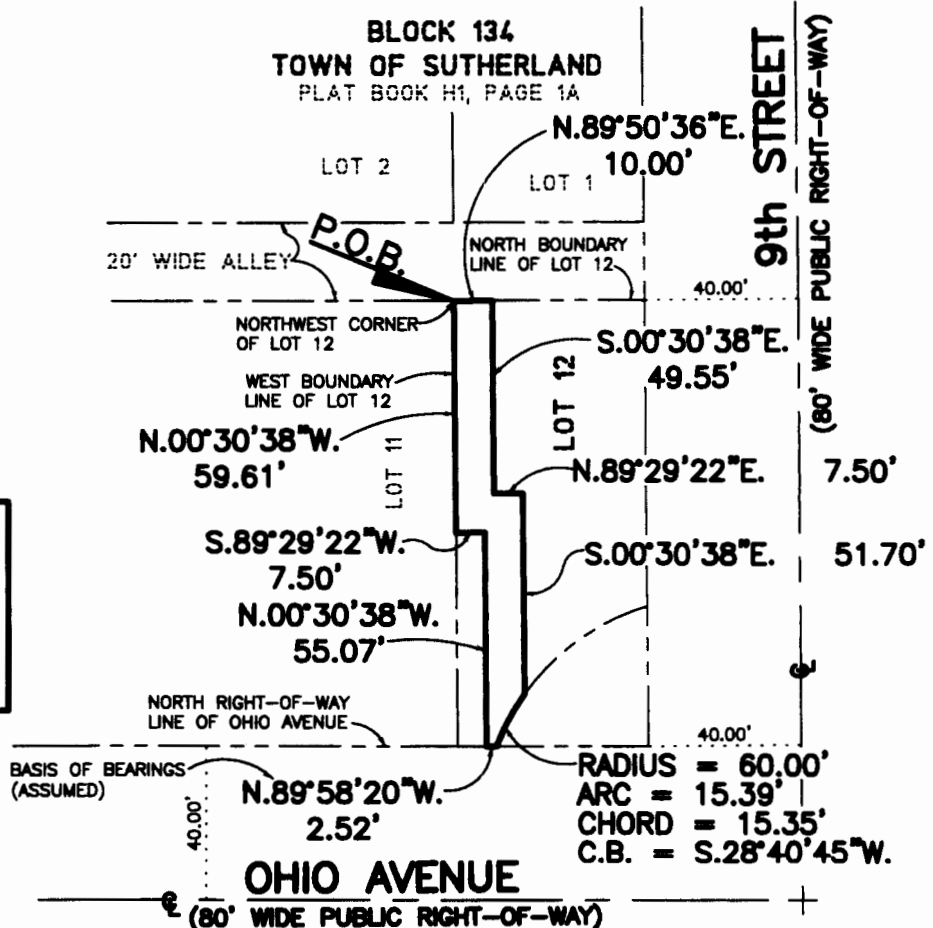 BLOCK 134
TOWN OF SUTHERLAND
PLAT BOOK H1, PAGE 1A
9th STREET
(80' WIDE PUBLIC RIGHT-OF-WAY)
N.89°50'36"E.
10.00'
LOT 2
LOT 1
P.O.B.
20' WIDE ALLEY
NORTH BOUNDARY
LINE OF LOT 12
40.00'
NORTHWEST CORNER
OF LOT 12
S.00°30'38"E.
49.55'
WEST BOUNDARY
LINE OF LOT 12
LOT 12
N.00°30'38"W.
59.61'
LOT 11
N.89°29'22"E. 7.50'
S.89°29'22"W.
7.50'
S.00°30'38"E. 51.70'
N.00°30'38"W.
55.07'
NORTH RIGHT-OF-WAY
LINE OF OHIO AVENUE
40.00'
BASIS OF BEARINGS
(ASSUMED)
N.89°58'20"W.
2.52'
RADIUS = 60.00'
ARC = 15.39'
CHORD = 15.35'
C.B. = S.28°40'45"W.
40.00'
OHIO AVENUE
(80' WIDE PUBLIC RIGHT-OF-WAY)